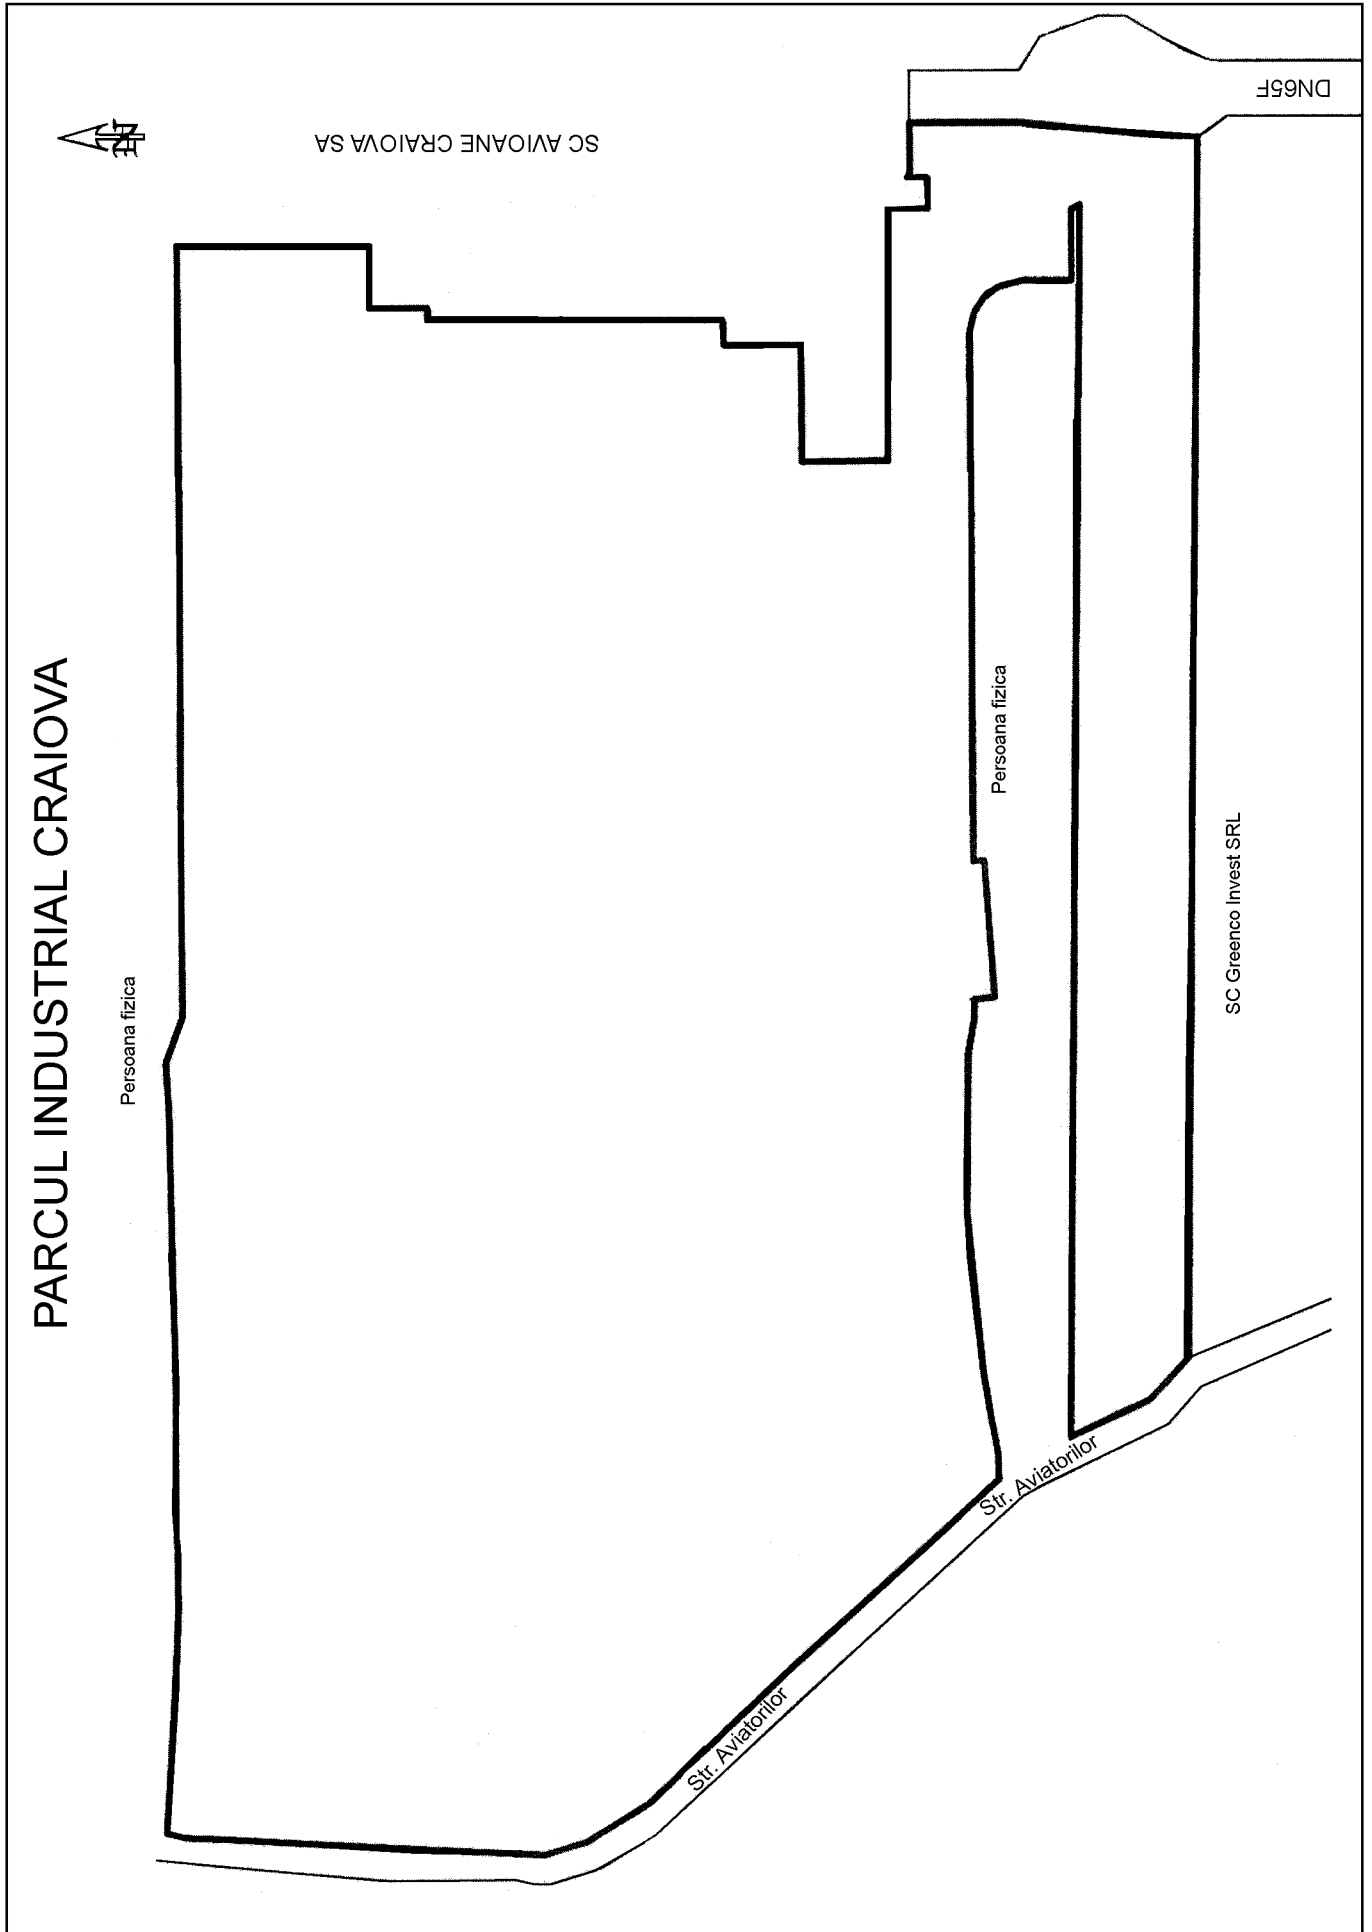 PARCUL INDUSTRIAL CRAIOVA
Persoana fizica
SC AVIOANE CRAIOVA SA
DN65F
Persoana fizica
SC Greenco Invest SRL
Str. Aviatorilor
Str. Aviatorilor